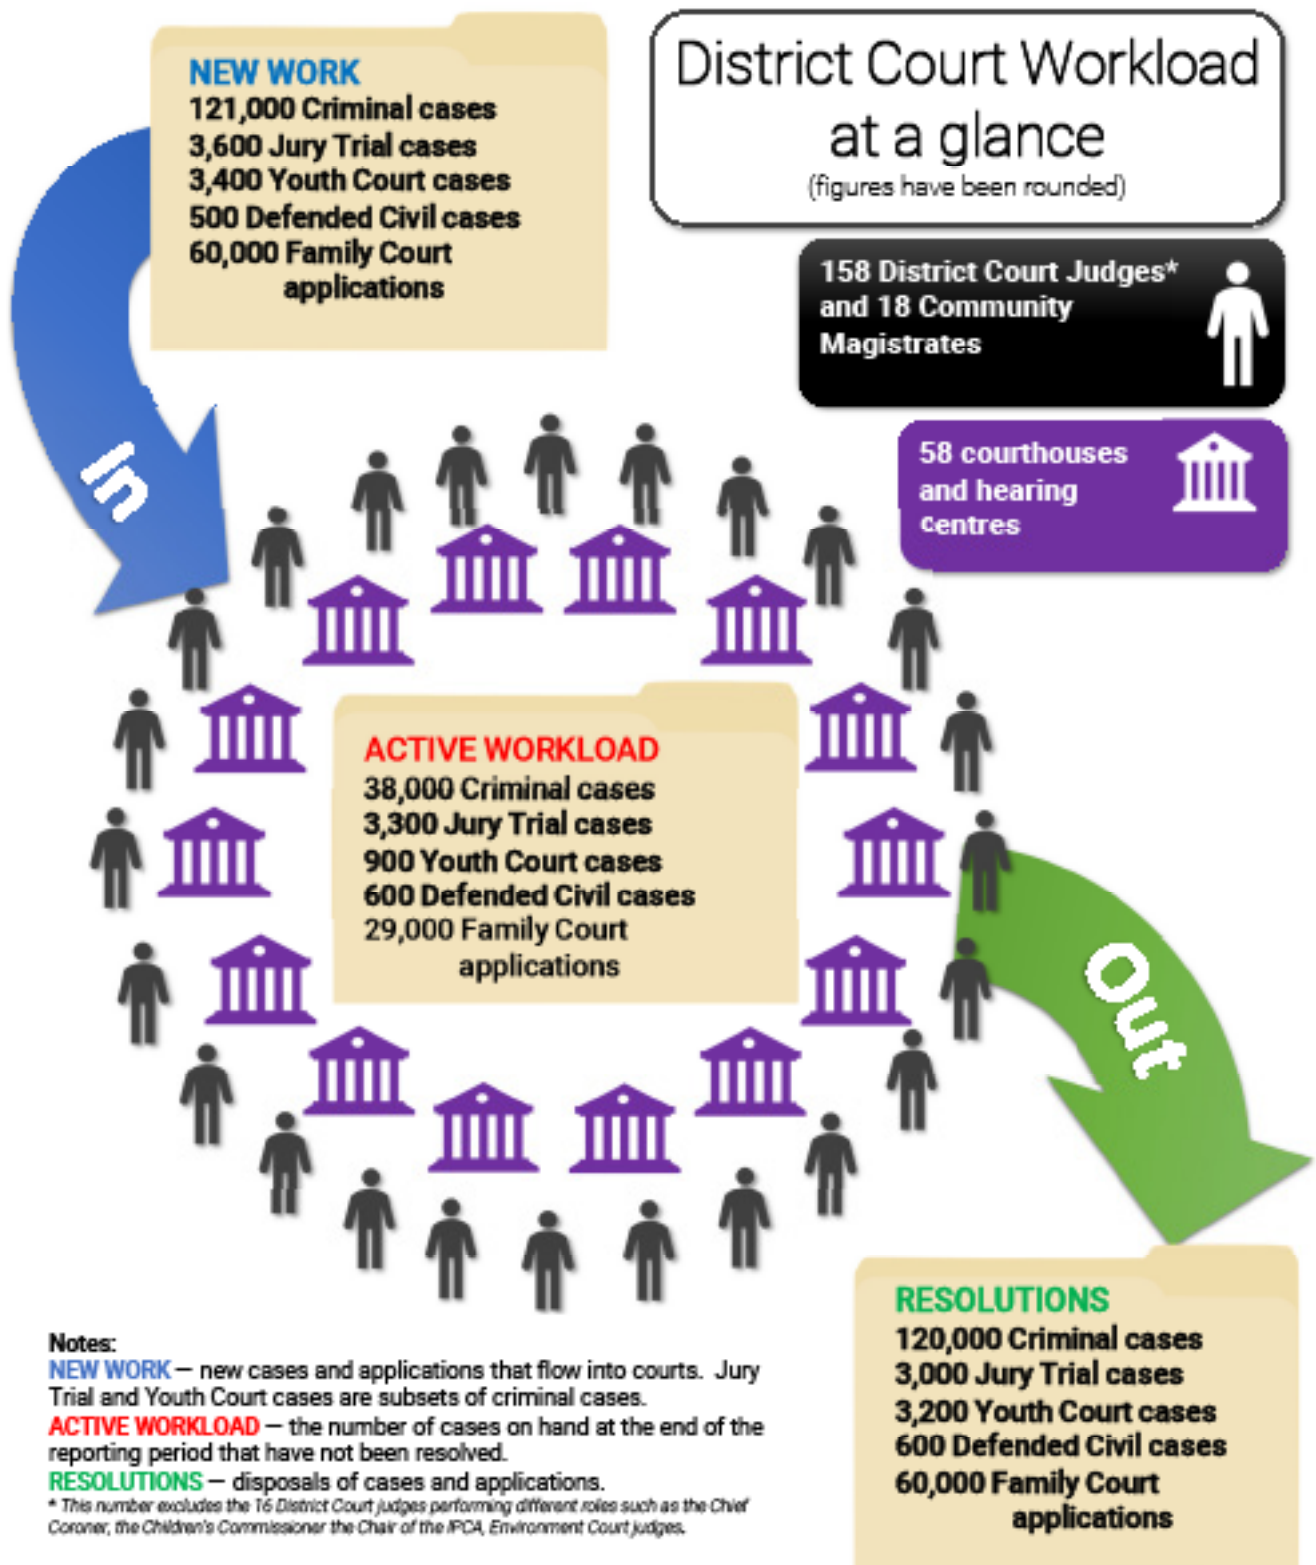 NEW WORK
121,000 Criminal cases
3,600 Jury Trial cases
3,400 Youth Court cases
500 Defended Civil cases
60,000 Family Court
applications
District Court Workload
at a glance
(figures have been rounded)
158 District Court Judges*
and 18 Community
Magistrates
58 courthouses
and hearing
centres
In
ACTIVE WORKLOAD
38,000 Criminal cases
3,300 Jury Trial cases
900 Youth Court cases
600 Defended Civil cases
29,000 Family Court
applications
Out
RESOLUTIONS
120,000 Criminal cases
3,000 Jury Trial cases
3,200 Youth Court cases
600 Defended Civil cases
60,000 Family Court
applications
Notes:
NEW WORK — new cases and applications that flow into courts. Jury
Trial and Youth Court cases are subsets of criminal cases.
ACTIVE WORKLOAD — the number of cases on hand at the end of the
reporting period that have not been resolved.
RESOLUTIONS — disposals of cases and applications.
* This number excludes the 16 District Court judges performing different roles such as the Chief
Coroner, the Children's Commissioner the Chair of the IPCA, Environment Court judges.